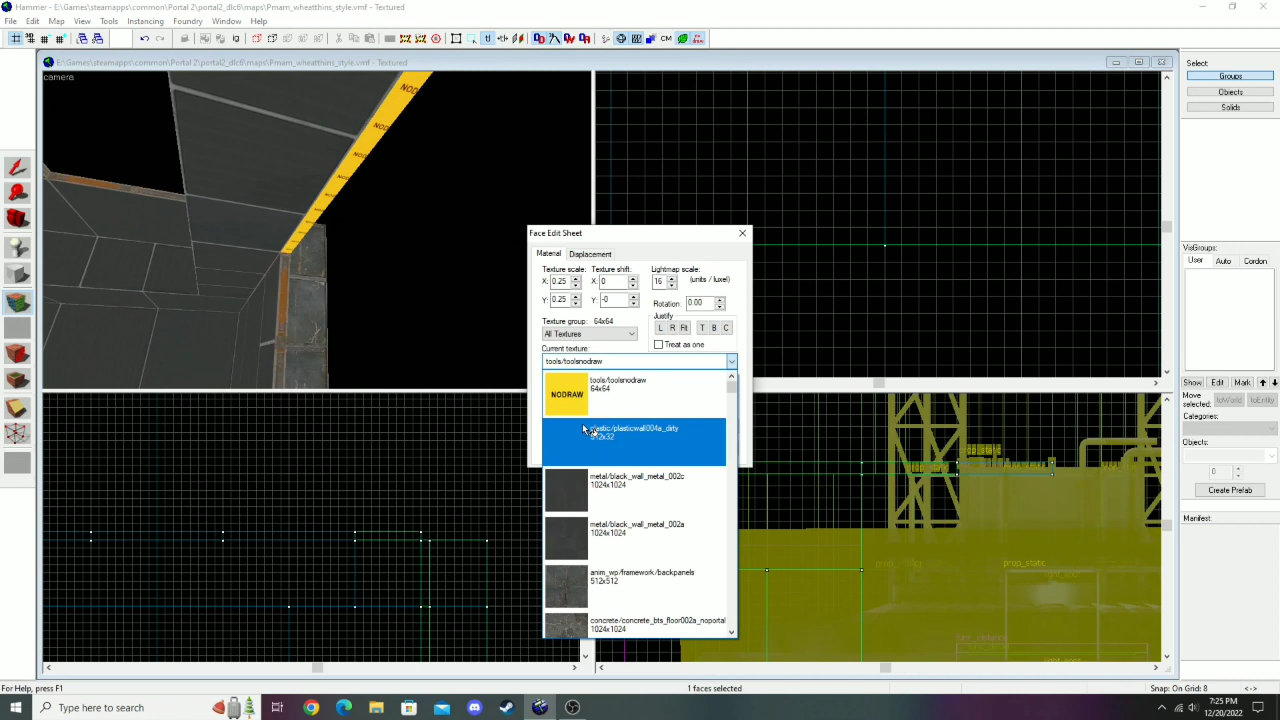 Hammer - E:\Games\steamapps\common\Portal 2\portal2_dlc6\maps\Pmam_wheatthins_style.vmf - Textured
File Edit Map View Tools Instancing Foundry Window Help
E:\Games\steamapps\common\Portal 2\portal2_dlc6\maps\Pmam_wheatthins_style.vmf - Textured
camera
Select:
Groups
Objects
Solids
Face Edit Sheet
Material Displacement
Texture scale: Texture shift: Lightmap scale:
X: 0.25 X: 0 16 (units / luxel)
Y: 0.25 Y: -0 Rotation: 0.00
Justify
Texture group: 64x64
All Textures
L R Fit T B C
Treat as one
Current texture:
tools/toolsnodraw
NODRAW
tools/toolsnodraw
64x64
plastic/plasticwall004a_dirty
512x32
metal/black_wall_metal_002c
1024x1024
metal/black_wall_metal_002a
1024x1024
anim_wp/framework/backpanels
512x512
concrete/concrete_bts_floor002a_noportal
1024x1024
VisGroups:
User Auto Cordon
Show Edit Mark
Move selected: toWorld toEntity
Categories:
Objects:
0
Create Prefab
Manifest:
prop_static
For Help, press F1
1 faces selected
Snap: On Grid: 8
<->
Type here to search
7:25 PM
12/20/2022